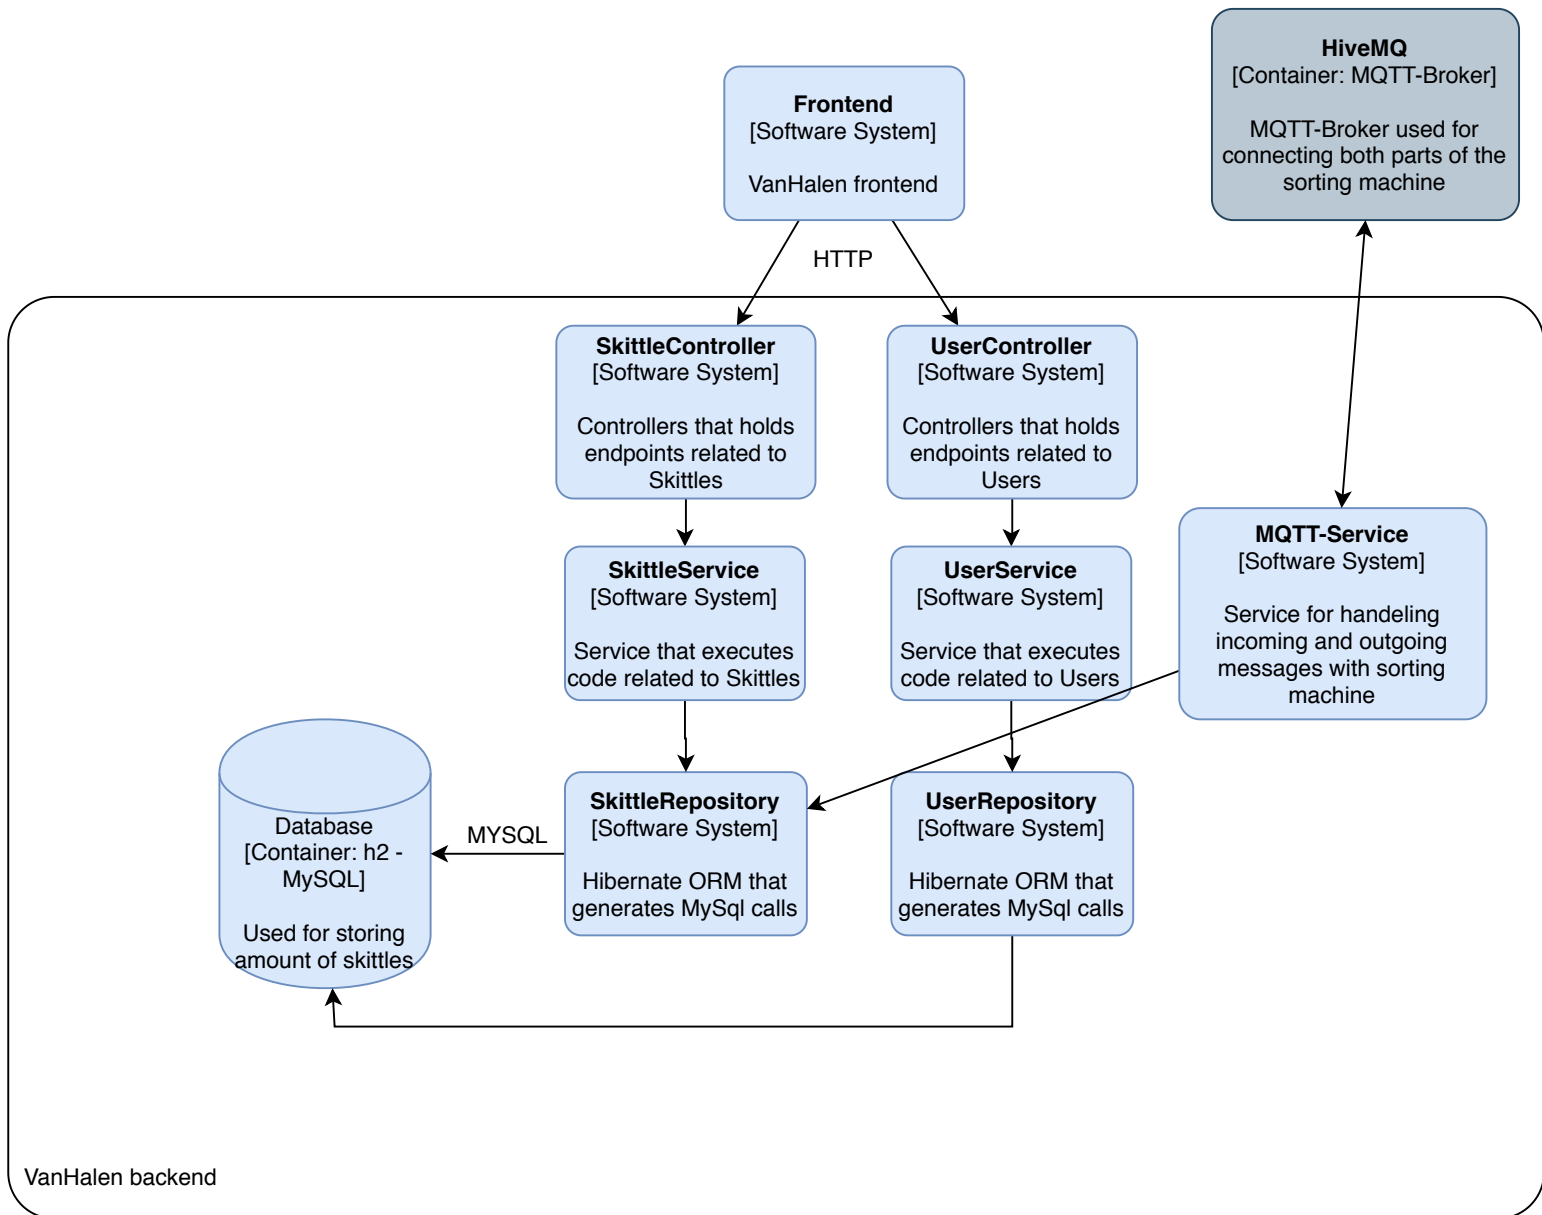 HiveMQ
[Container: MQTT-Broker]
MQTT-Broker used for
connecting both parts of the
sorting machine
Frontend
[Software System]
VanHalen frontend
HTTP
SkittleController
[Software System]
Controllers that holds
endpoints related to
Skittles
UserController
[Software System]
Controllers that holds
endpoints related to
Users
MQTT-Service
[Software System]
Service for handeling
incoming and outgoing
messages with sorting
machine
SkittleService
[Software System]
Service that executes
code related to Skittles
UserService
[Software System]
Service that executes
code related to Users
Database
[Container: h2 -
MySQL]
Used for storing
amount of skittles
MYSQL
SkittleRepository
[Software System]
Hibernate ORM that
generates MySql calls
UserRepository
[Software System]
Hibernate ORM that
generates MySql calls
VanHalen backend